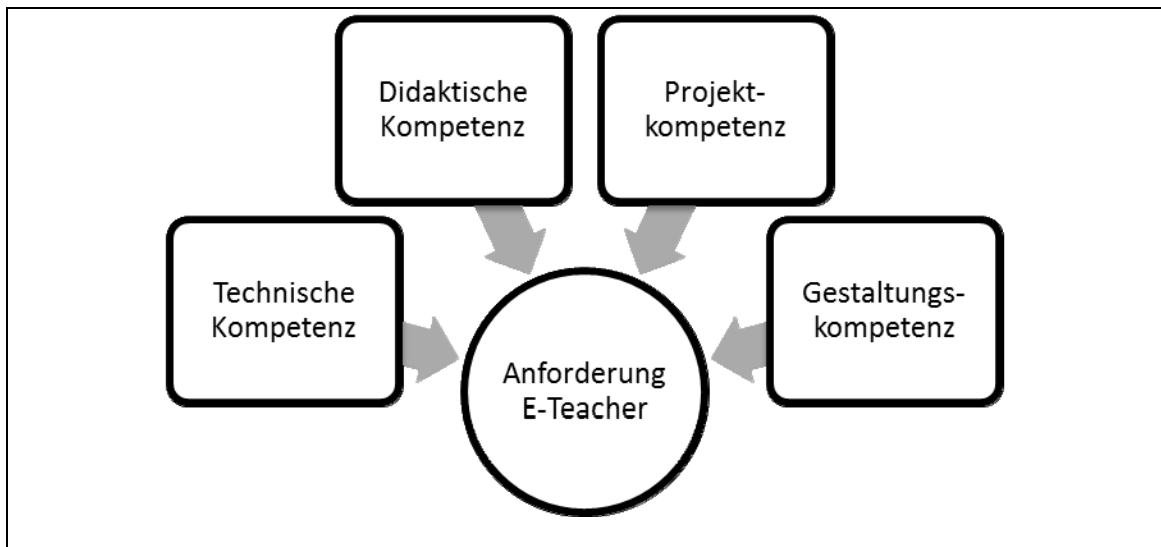 Didaktische
Kompetenz
Projekt-
kompetenz
Technische
Kompetenz
Gestaltungs-
kompetenz
Anforderung
E-Teacher